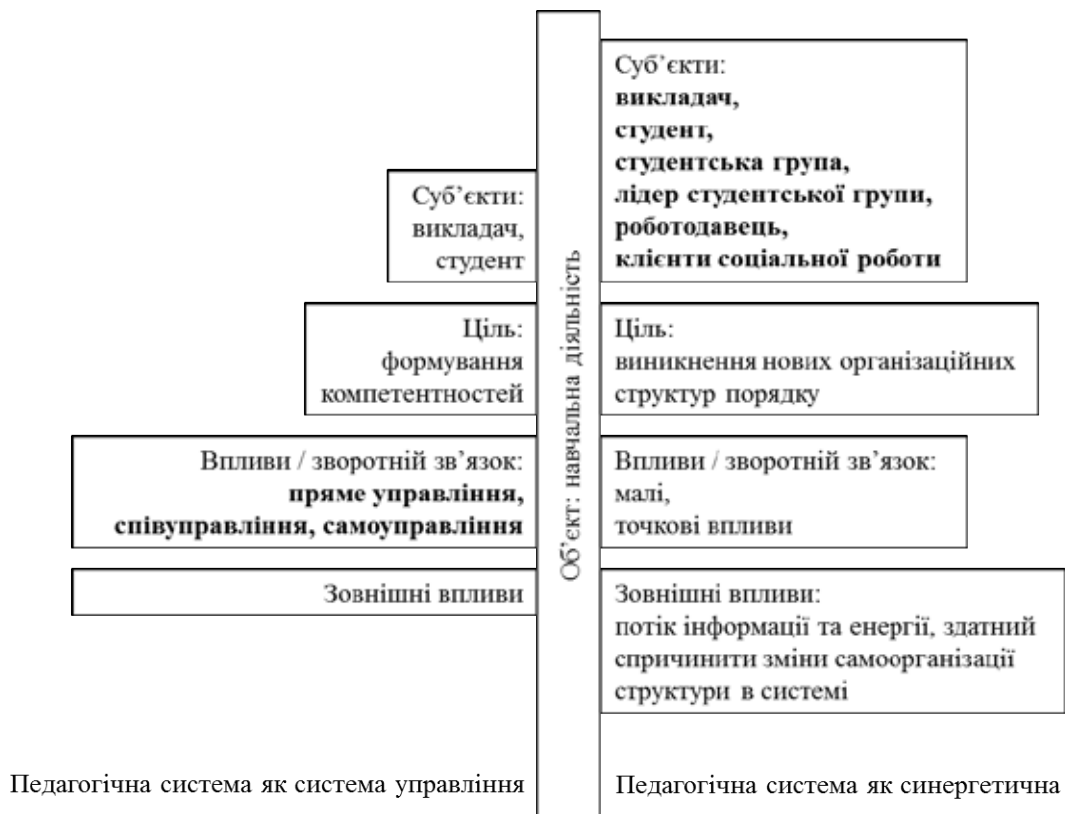 Суб’єкти:
викладач,
студент
Ціль:
формування
компетентностей
Впливи / зворотній зв’язок:
пряме управління,
співуправління, самоуправління
Зовнішні впливи
Педагогічна система як система управління
Об’єкт: навчальна діяльність
Суб’єкти:
викладач,
студент,
студентська група,
лідер студентської групи,
роботодавець,
клієнти соціальної роботи
Ціль:
виникнення нових організаційних
структур порядку
Впливи / зворотній зв’язок:
малі,
точкові впливи
Зовнішні впливи:
потік інформації та енергії, здатний
спричинити зміни самоорганізації
структури в системі
Педагогічна система як синергетична